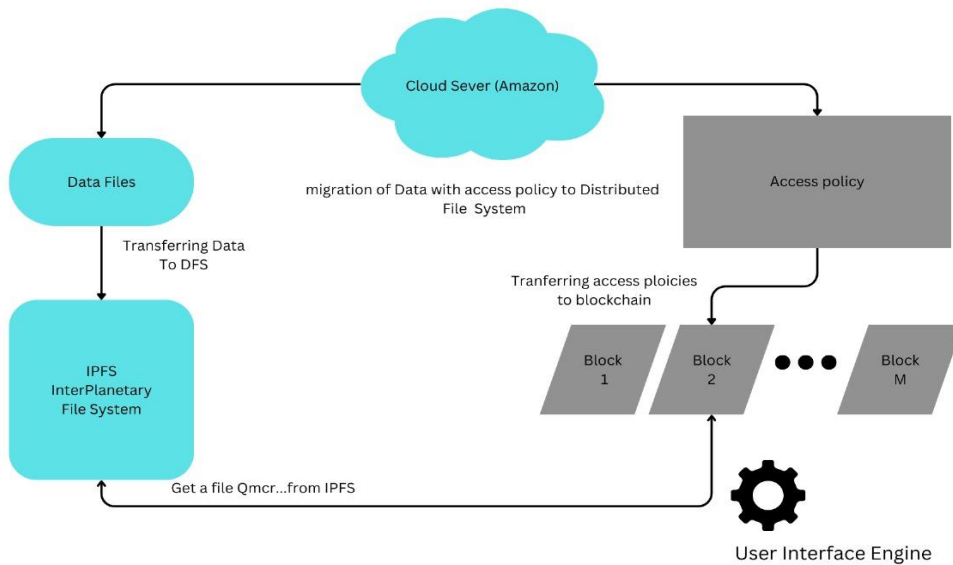 Cloud Sever (Amazon)
Data Files
migration of Data with access policy to Distributed
File System
Access policy
Transferring Data
To DFS
Tranferring access ploicies
to blockchain
IPFS
InterPlanetary
File System
Block
1
Block
2
Block
M
Get a file Qmcr...from IPFS
User Interface Engine